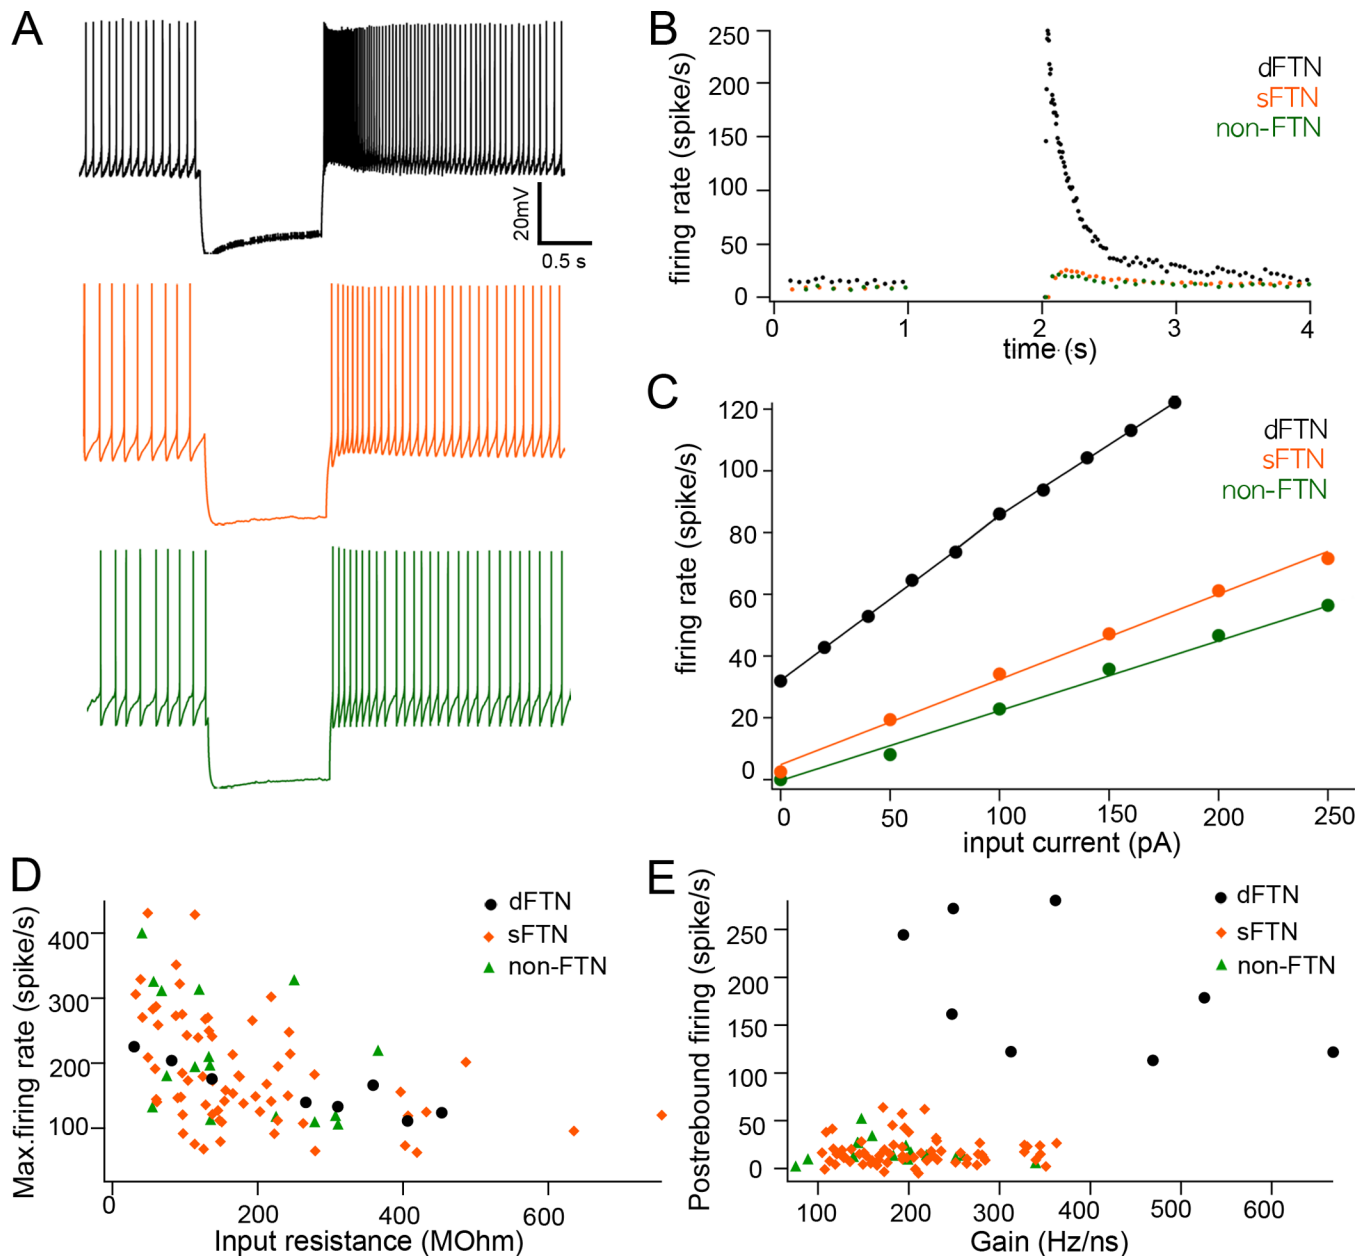 A
20mV
0.5 s
B
firing rate (spike/s)
250
200
150
100
50
0
0
1
2
3
4
time (s)
dFTN
sFTN
non-FTN
C
firing rate (spike/s)
120
100
80
60
40
20
0
0
50
100
150
200
250
input current (pA)
dFTN
sFTN
non-FTN
D
Max.firing rate (spike/s)
400
300
200
100
0
200
400
600
Input resistance (MOhm)
dFTN
sFTN
non-FTN
E
Postrebound firing (spike/s)
250
200
150
100
50
0
100
200
300
400
500
600
Gain (Hz/ns)
dFTN
sFTN
non-FTN